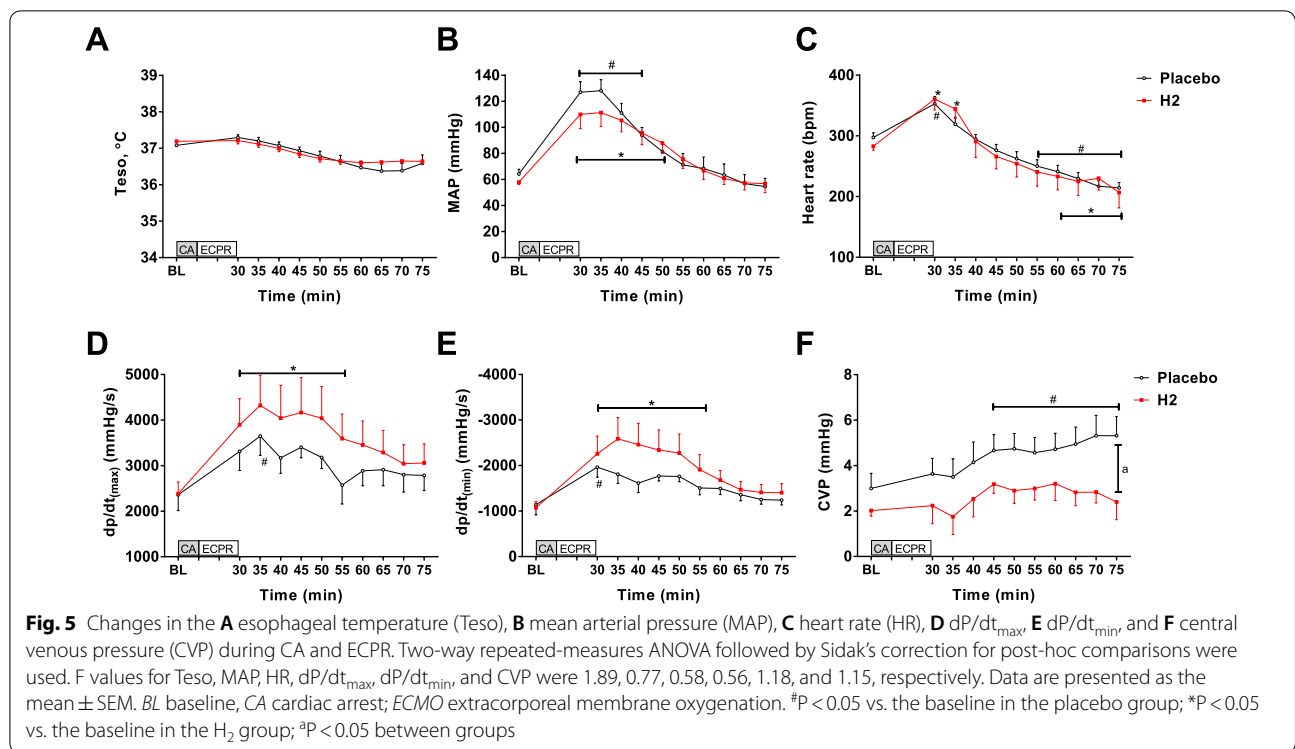 A
Teso, °C
39
38
37
36
35
34
CA ECPR
BL 30 35 40 45 50 55 60 65 70 75
Time (min)
B
MAP (mmHg)
140
120
100
80
60
40
20
0
#
*
CA ECPR
BL 30 35 40 45 50 55 60 65 70 75
Time (min)
C
Heart rate (bpm)
400
300
200
100
* *
#
#
*
CA ECPR
BL 30 35 40 45 50 55 60 65 70 75
Time (min)
Placebo
H2
D
dp/dt(max) (mmHg/s)
5000
4000
3000
2000
1000
*
#
CA ECPR
BL 30 35 40 45 50 55 60 65 70 75
Time (min)
E
dp/dt(min) (mmHg/s)
-4000
-3000
-2000
-1000
0
*
#
CA ECPR
BL 30 35 40 45 50 55 60 65 70 75
Time (min)
F
CVP (mmHg)
8
6
4
2
0
#
a
CA ECPR
BL 30 35 40 45 50 55 60 65 70 75
Time (min)
Placebo
H2
Fig. 5 Changes in the A esophageal temperature (Teso), B mean arterial pressure (MAP), C heart rate (HR), D dP/dtmax, E dP/dtmin, and F central
venous pressure (CVP) during CA and ECPR. Two-way repeated-measures ANOVA followed by Sidak's correction for post-hoc comparisons were
used. F values for Teso, MAP, HR, dP/dtmax, dP/dtmin, and CVP were 1.89, 0.77, 0.58, 0.56, 1.18, and 1.15, respectively. Data are presented as the
mean ± SEM. BL baseline, CA cardiac arrest; ECMO extracorporeal membrane oxygenation. #P < 0.05 vs. the baseline in the placebo group; *P < 0.05
vs. the baseline in the H2 group; aP < 0.05 between groups